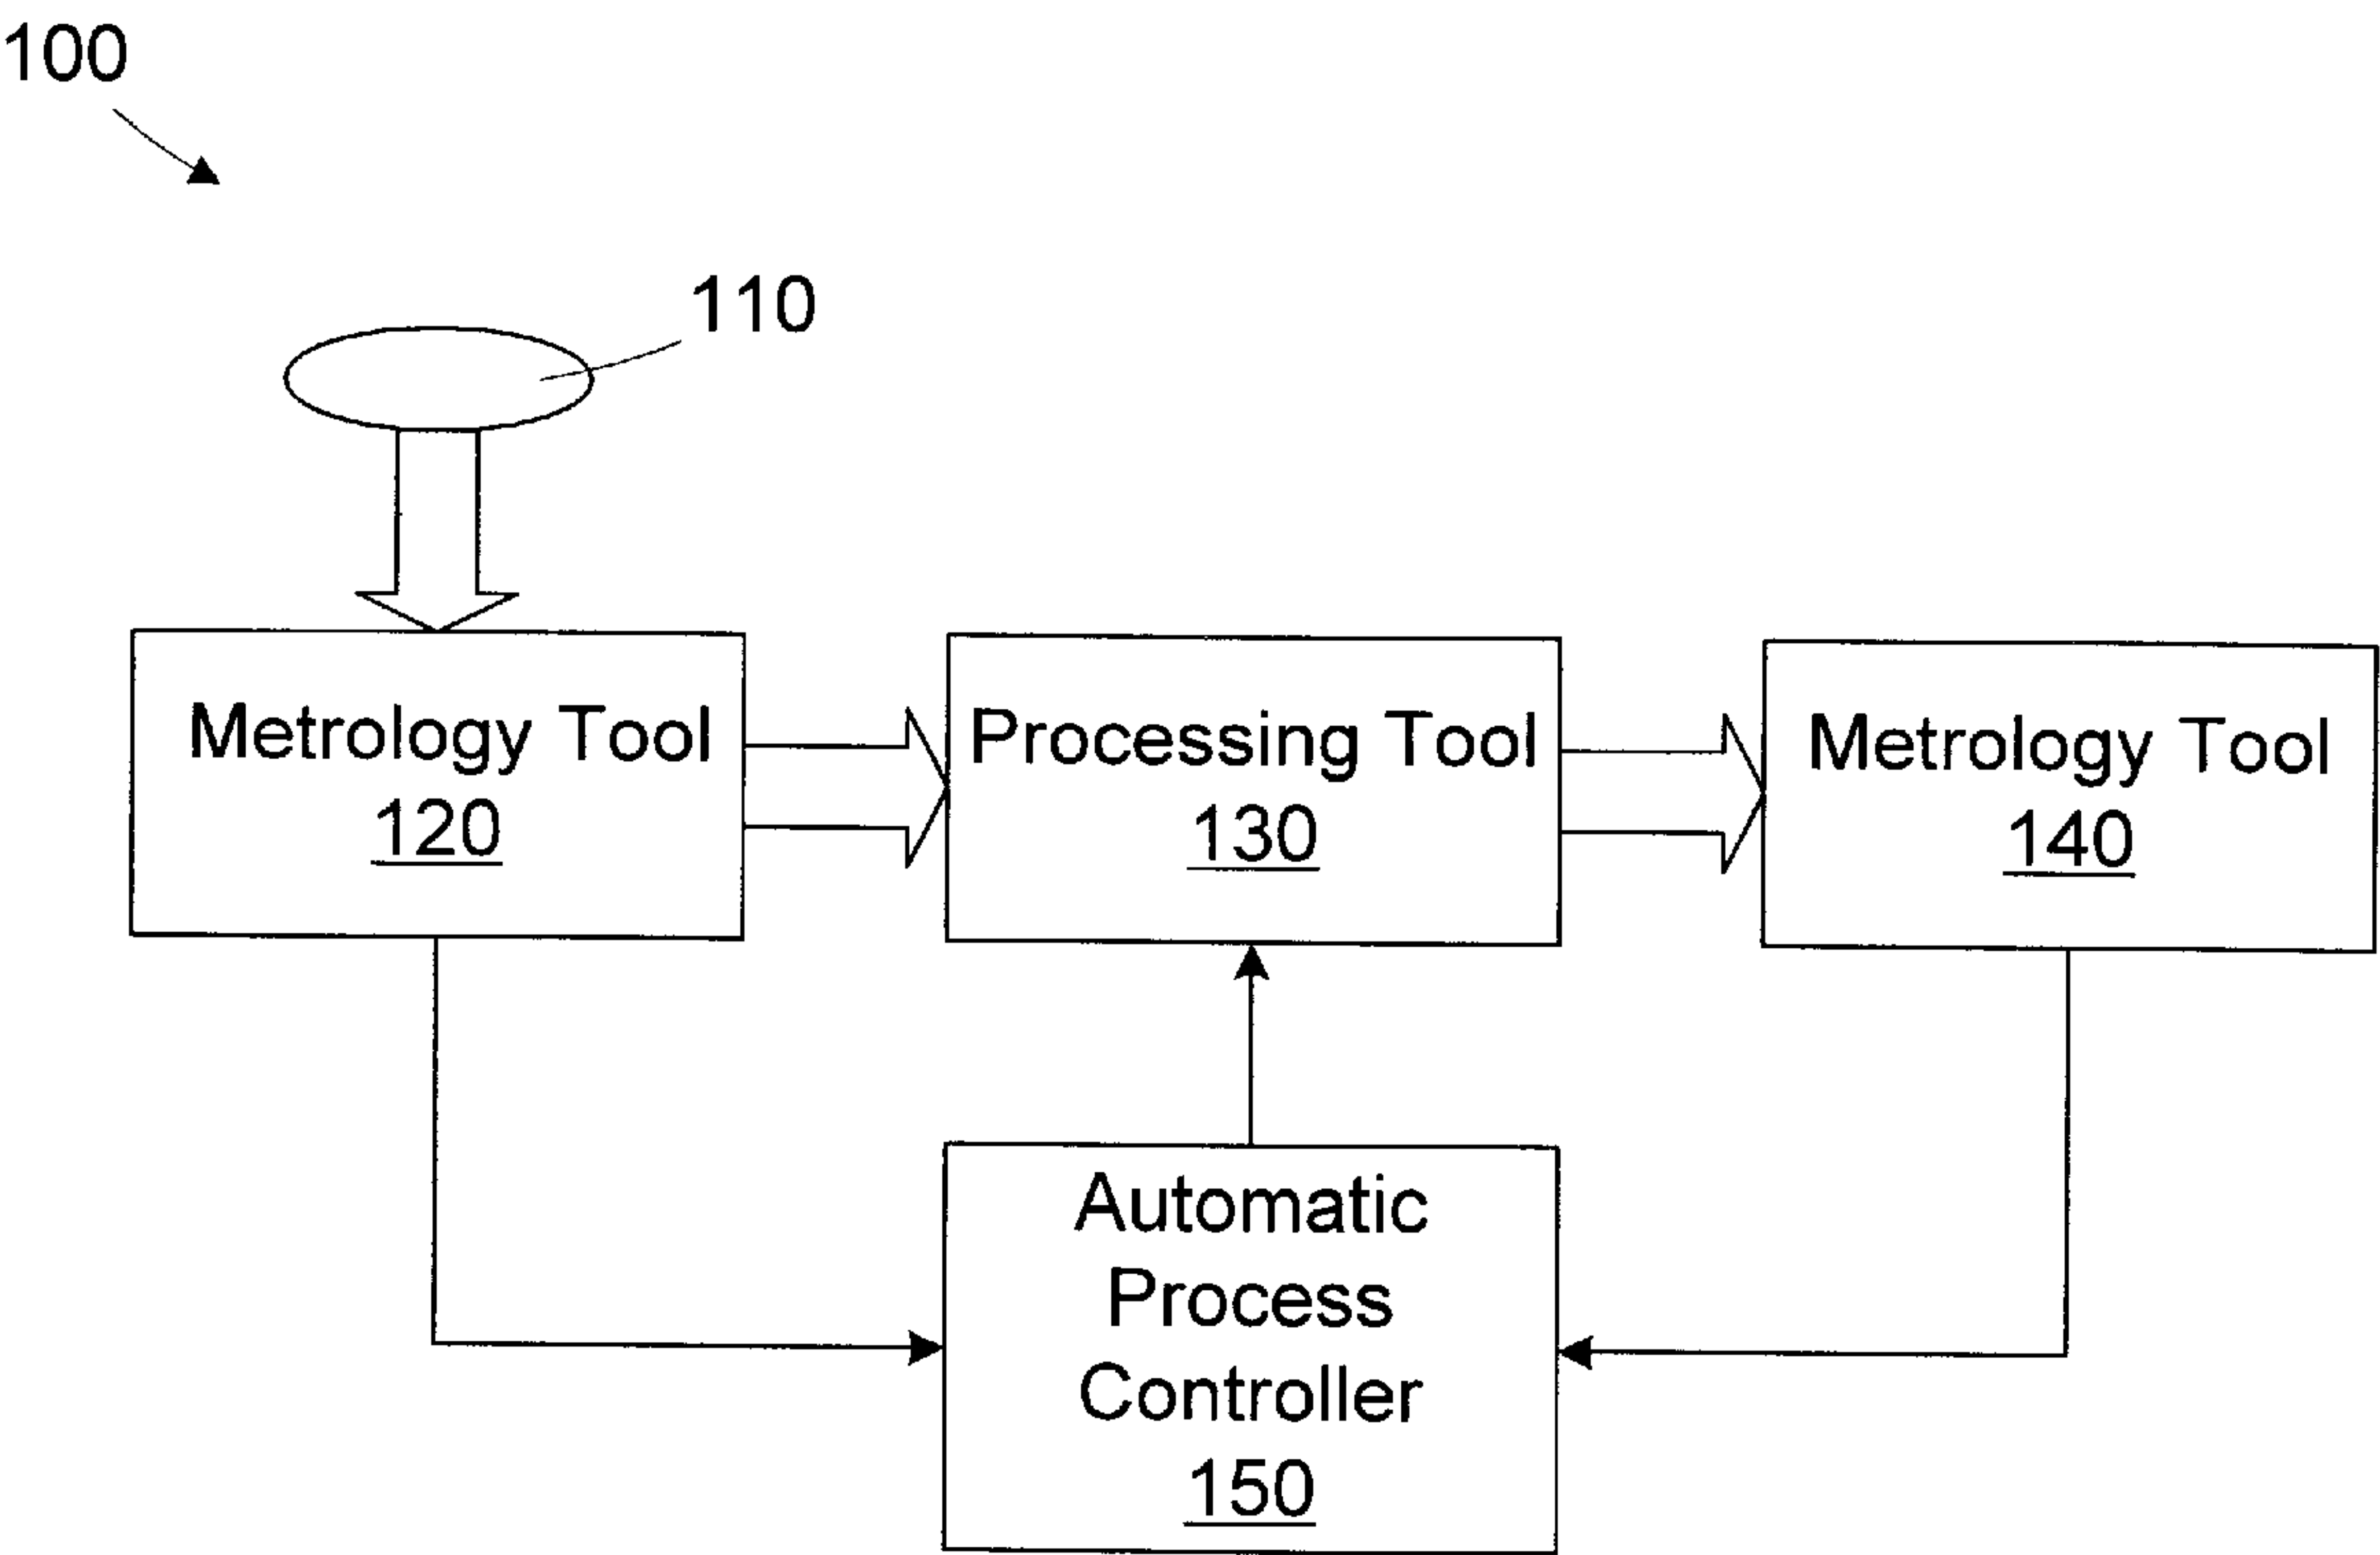 100
110
Metrology Tool
120
Processing Tool
130
Metrology Tool
140
Automatic
Process
Controller
150